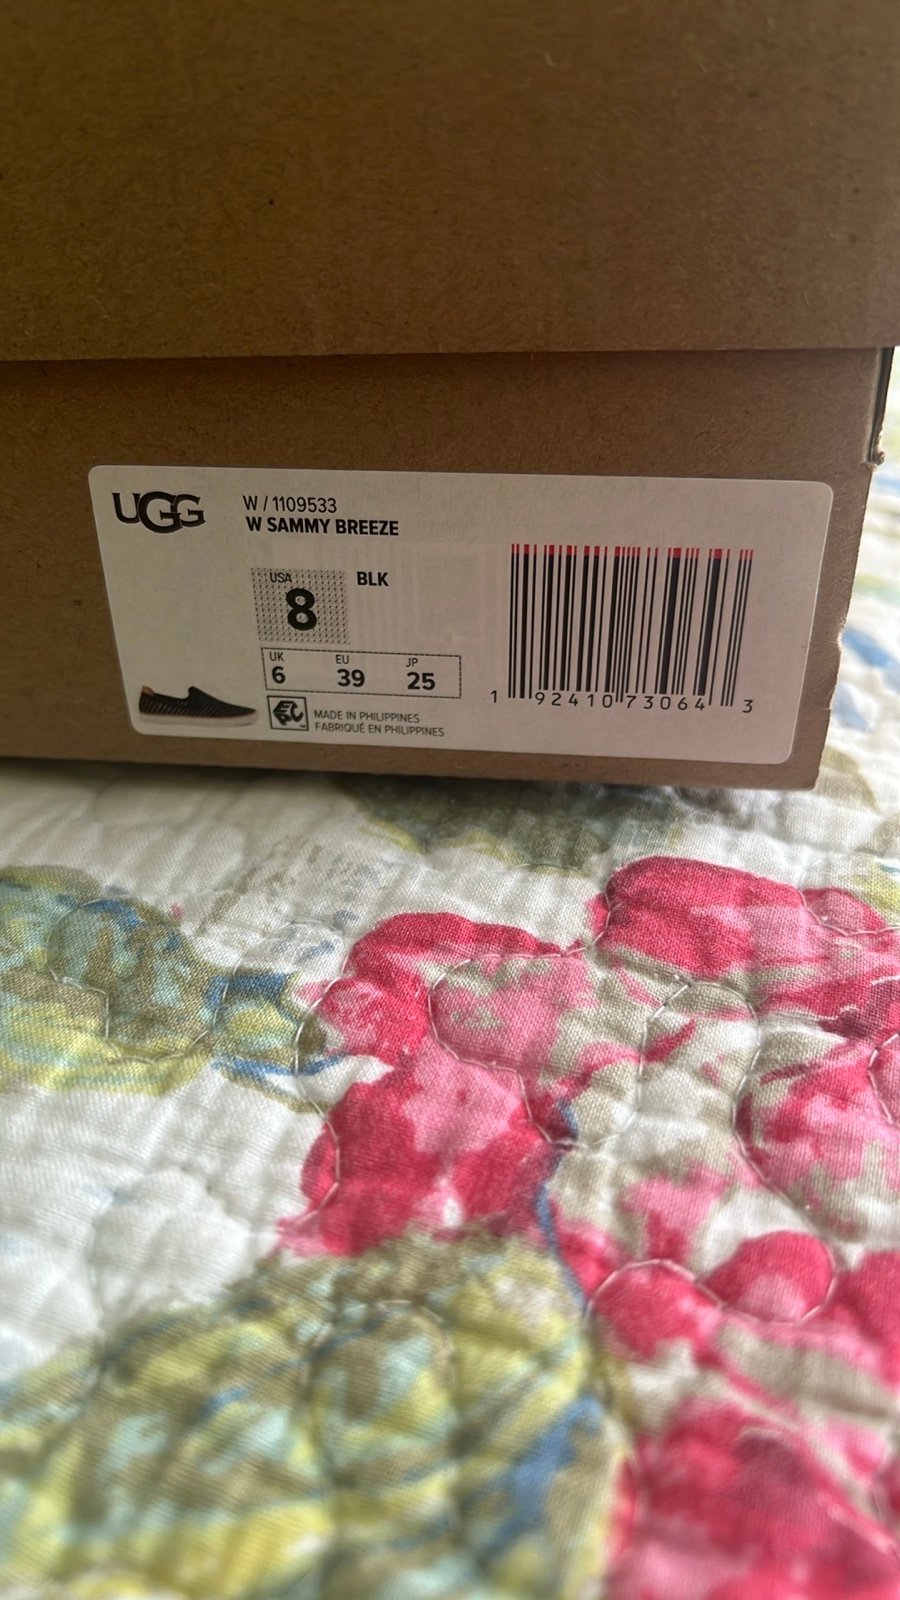 UGG
W / 1109533
W SAMMY BREEZE
USA
8
BLK
UK EU JP
6 39 25
MADE IN PHILIPPINES
FABRIQUÉ EN PHILIPPINES
1 92410 73064 3